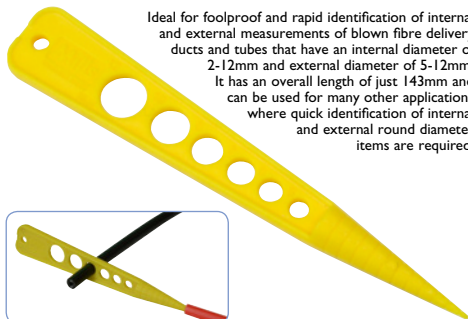 Ideal for foolproof and rapid identification of interna
and external measurements of blown fibre delivery
ducts and tubes that have an internal diameter o
2-12mm and external diameter of 5-12mm
It has an overall length of just 143mm and
can be used for many other application
where quick identification of interna
and external round diamete
items are required